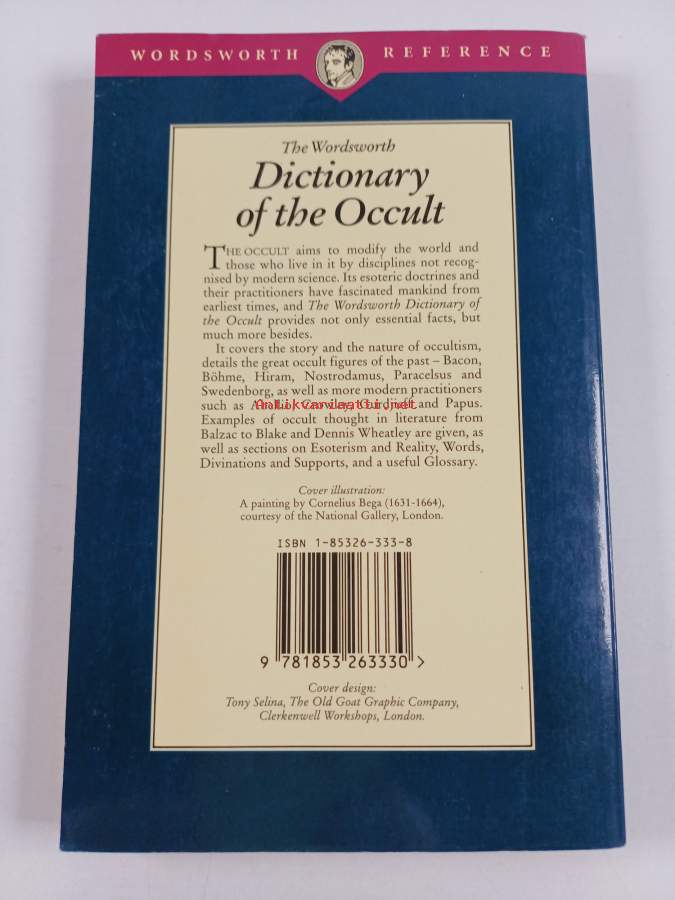 WORDSWORTH REFERENCE
The Wordsworth
Dictionary
of the Occult
THE OCCULT aims to modify the world and
those who live in it by disciplines not recog-
nised by modern science. Its esoteric doctrines and
their practitioners have fascinated mankind from
earliest times, and The Wordsworth Dictionary of
the Occult provides not only essential facts, but
much more besides.
It covers the story and the nature of occultism,
details the great occult figures of the past – Bacon,
Böhme, Hiram, Nostrodamus, Paracelsus and
Swedenborg, as well as more modern practitioners
such as Crowley, Gurdjieff and Papus.
Antikvariaatti.net
Examples of occult thought in literature from
Balzac to Blake and Dennis Wheatley are given, as
well as sections on Esoterism and Reality, Words,
Divinations and Supports, and a useful Glossary.
Cover illustration:
A painting by Cornelius Bega (1631-1664),
courtesy of the National Gallery, London.
ISBN 1-85326-333-8
9 781853 263330 >
Cover design:
Tony Selina, The Old Goat Graphic Company,
Clerkenwell Workshops, London.